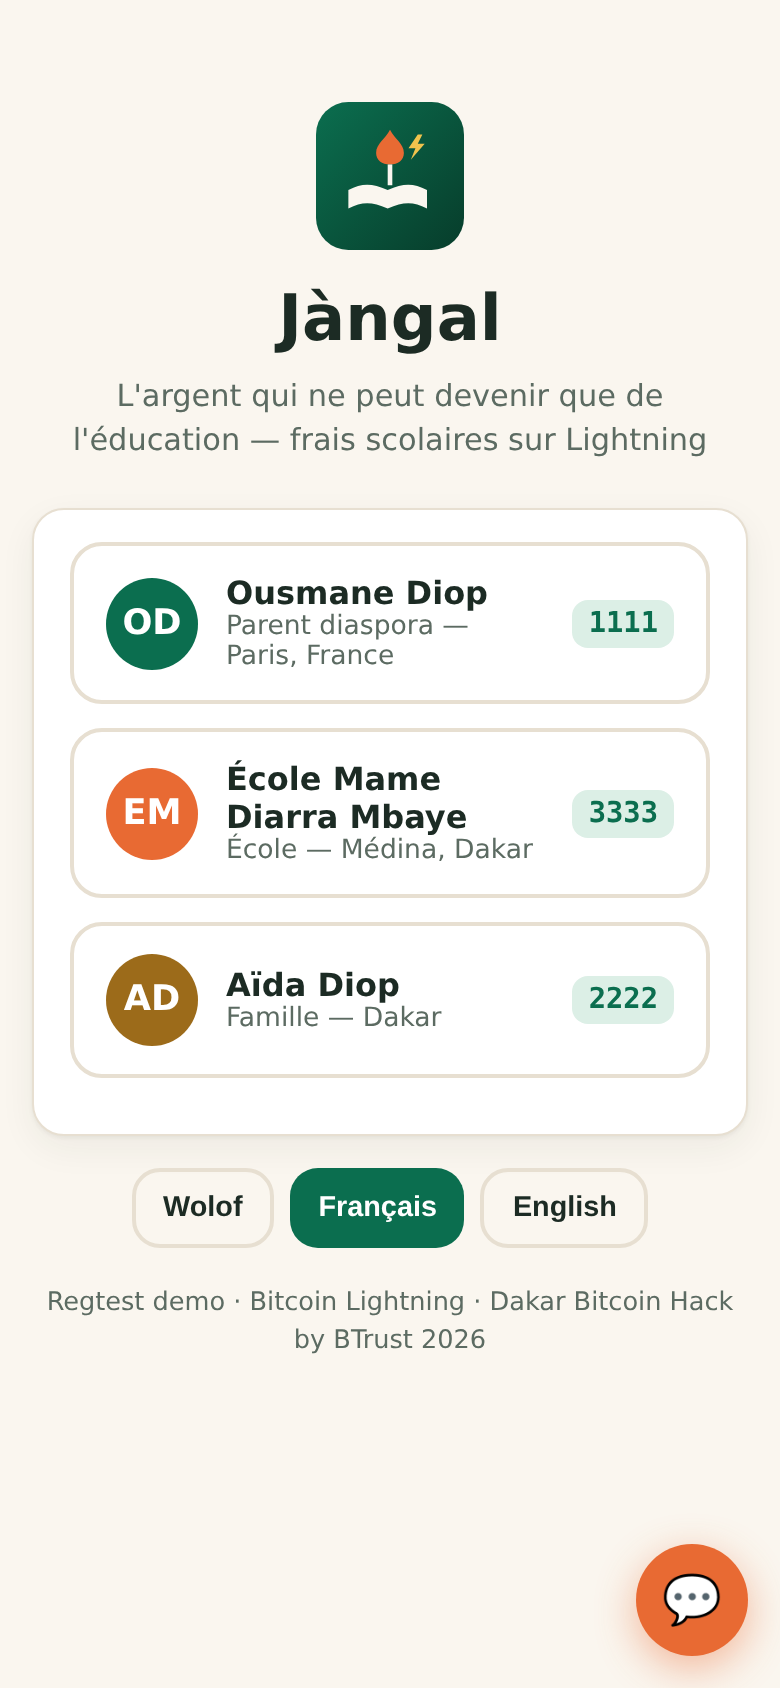 Jàngal
L'argent qui ne peut devenir que de
l'éducation — frais scolaires sur Lightning
OD
Ousmane Diop
Parent diaspora —
Paris, France
1111
EM
École Mame
Diarra Mbaye
École — Médina, Dakar
3333
AD
Aïda Diop
Famille — Dakar
2222
Wolof
Français
English
Regtest demo · Bitcoin Lightning · Dakar Bitcoin Hack
by BTrust 2026